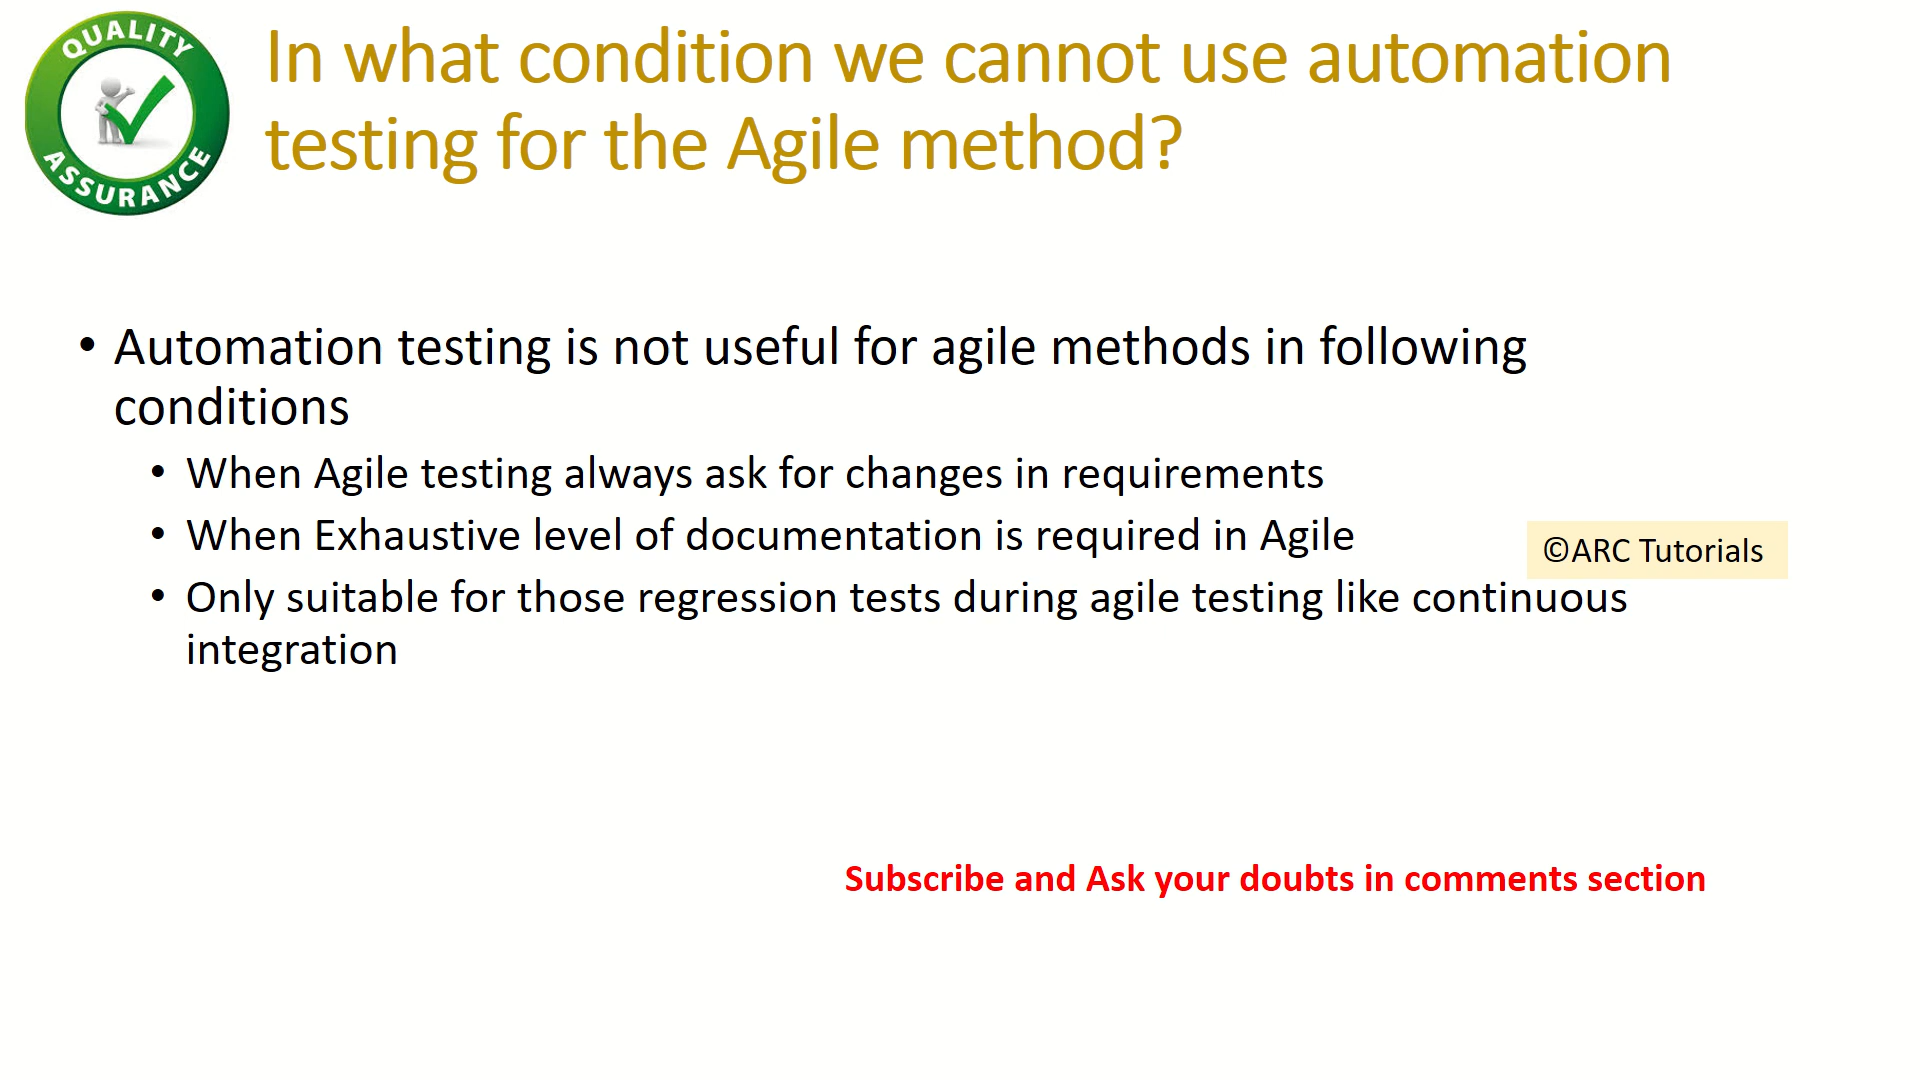 QUALITY
ASSURANCE
In what condition we cannot use automation
testing for the Agile method?
• Automation testing is not useful for agile methods in following
conditions
• When Agile testing always ask for changes in requirements
• When Exhaustive level of documentation is required in Agile
©ARC Tutorials
• Only suitable for those regression tests during agile testing like continuous
integration
Subscribe and Ask your doubts in comments section